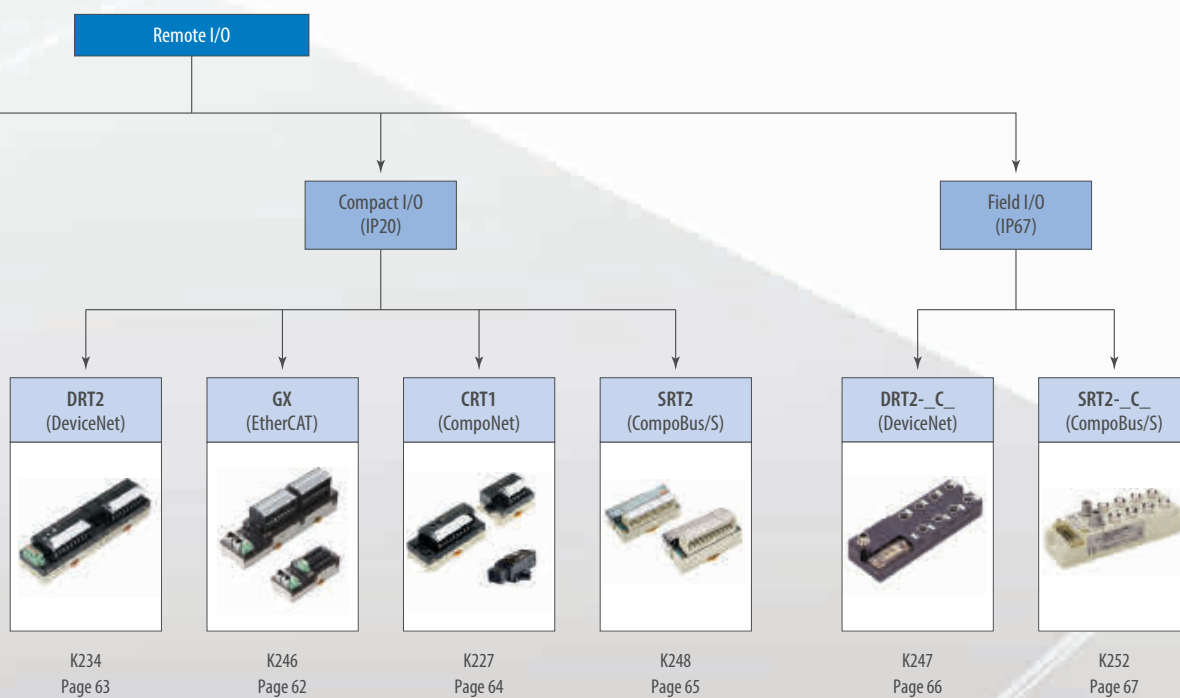 Remote I/O
Compact I/O
(IP20)
Field I/O
(IP67)
DRT2
(DeviceNet)
GX
(EtherCAT)
CRT1
(CompoNet)
SRT2
(CompoBus/S)
DRT2-_C_
(DeviceNet)
SRT2-_C_
(CompoBus/S)
K234
Page 63
K246
Page 62
K227
Page 64
K248
Page 65
K247
Page 66
K252
Page 67